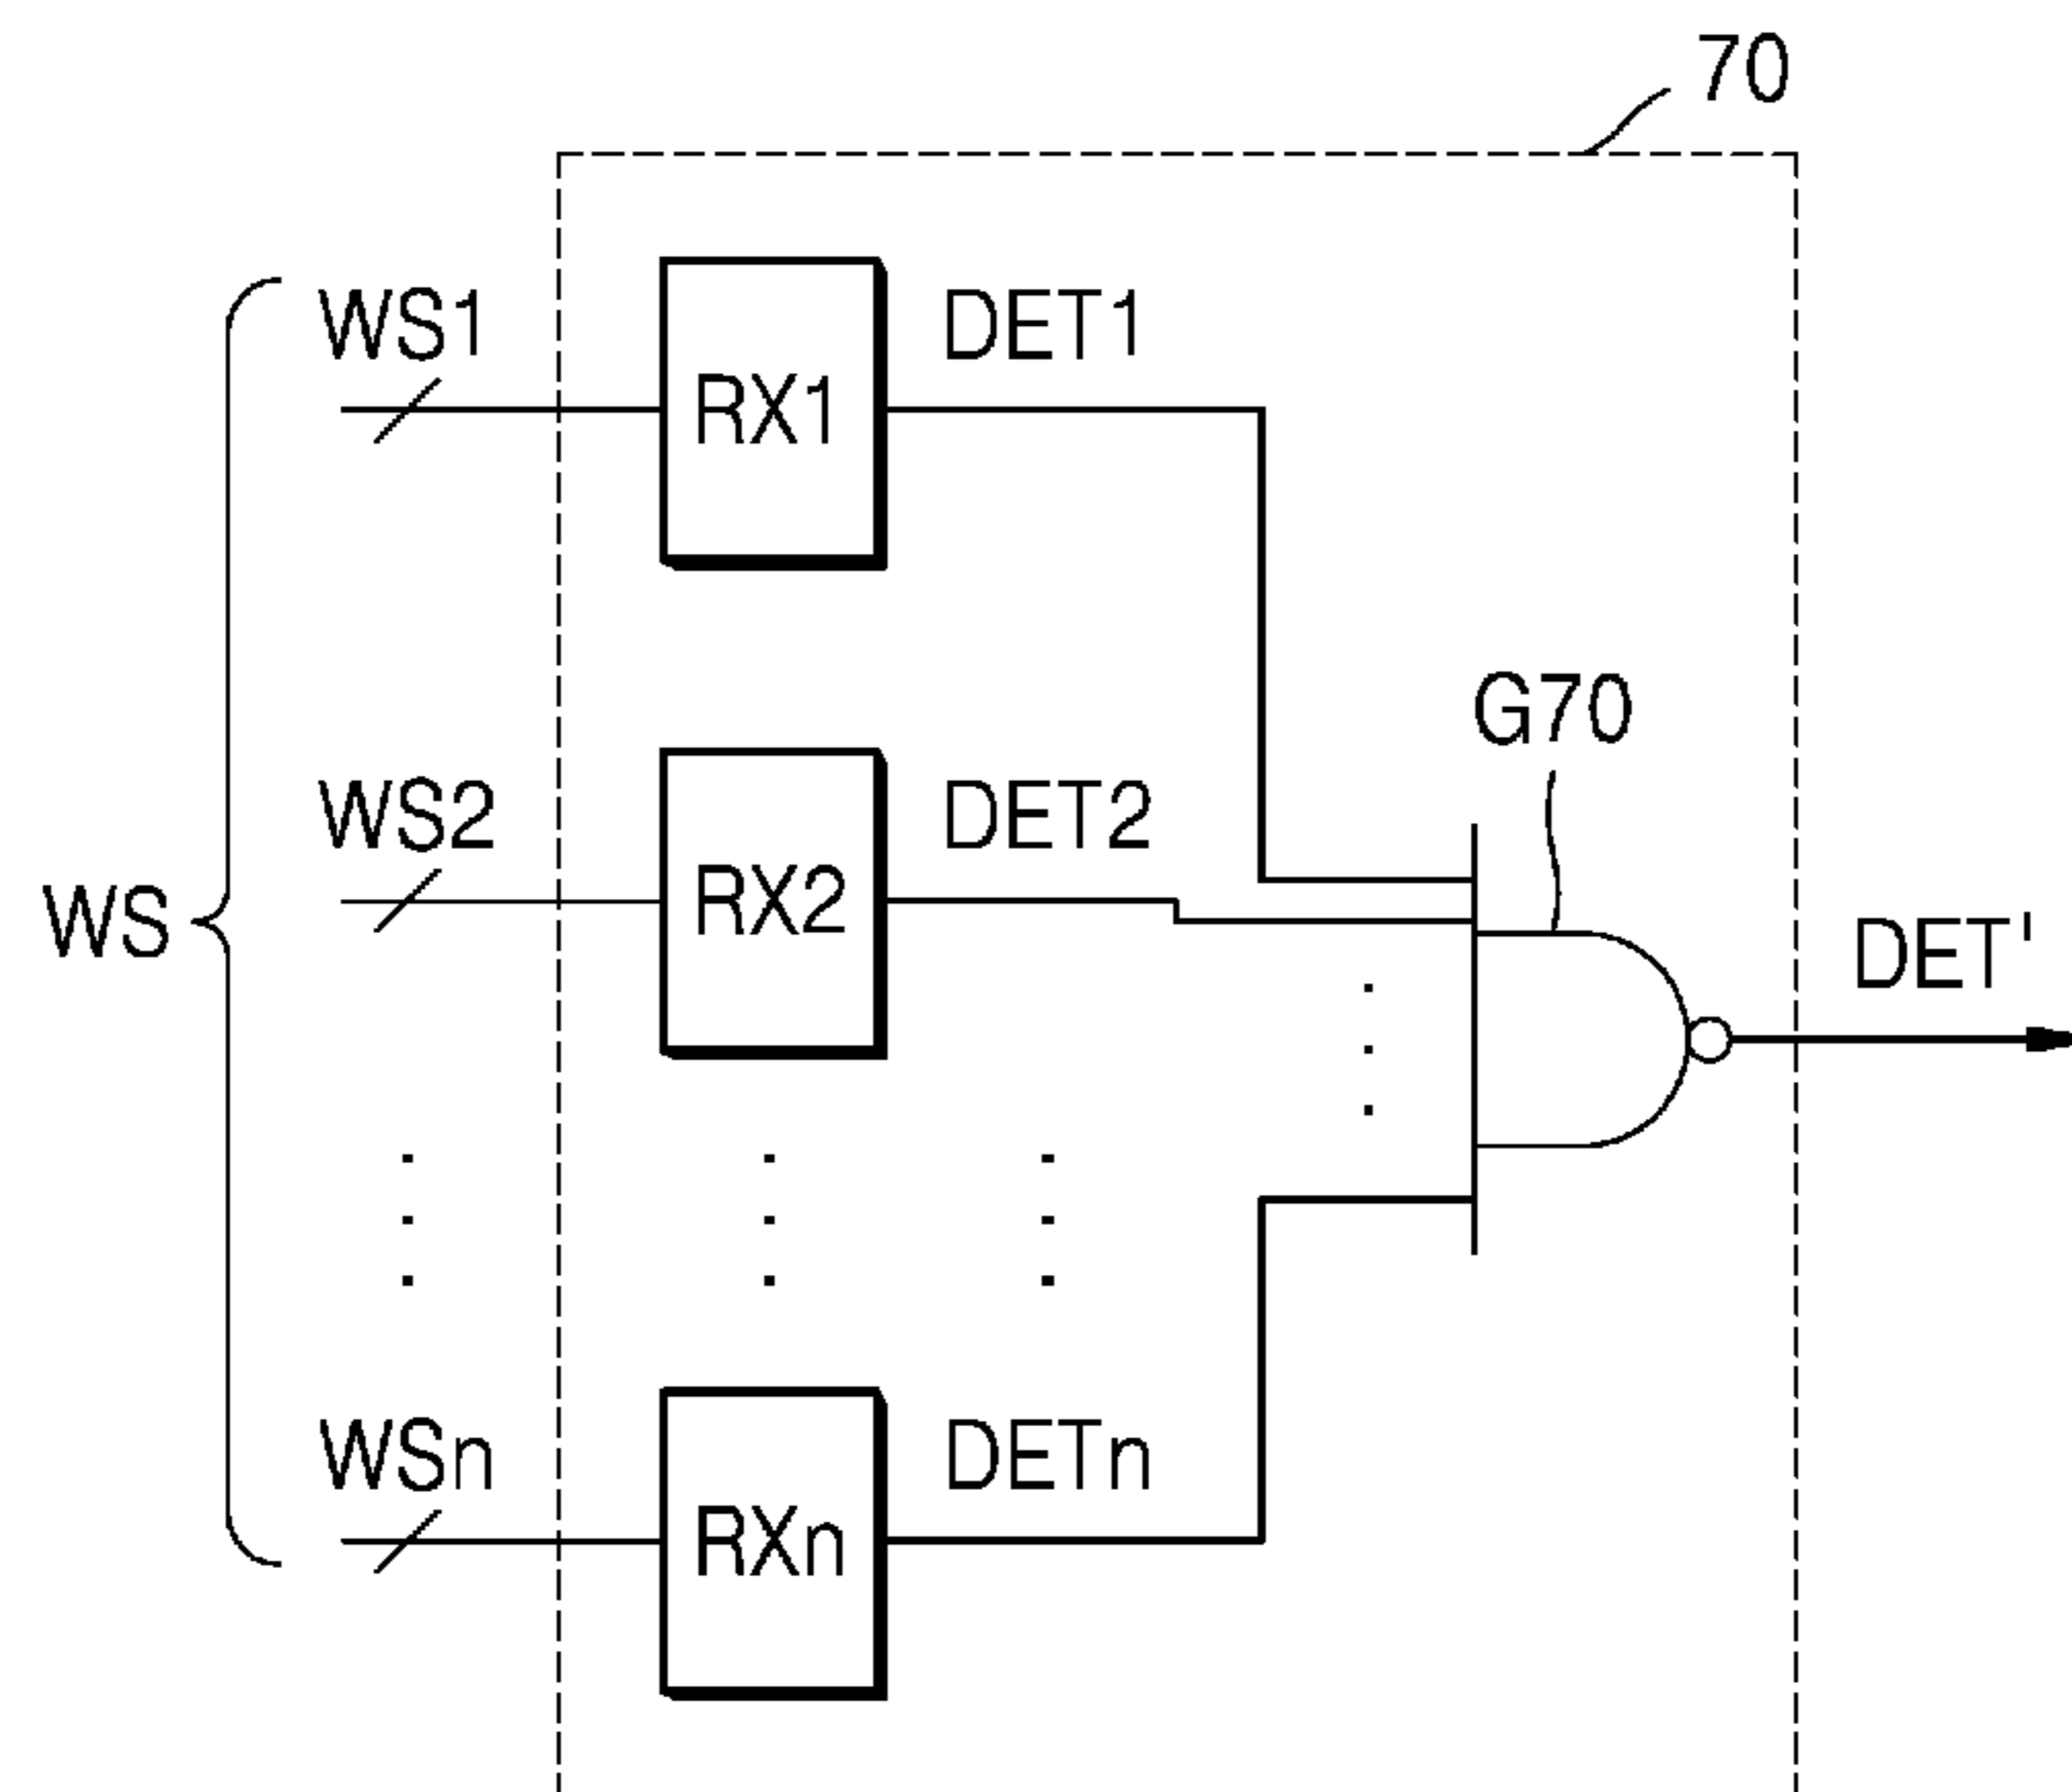 70
WS1
DET1
RX1
G70
WS2
DET2
RX2
WS
DET'
WSn
DETn
RXn